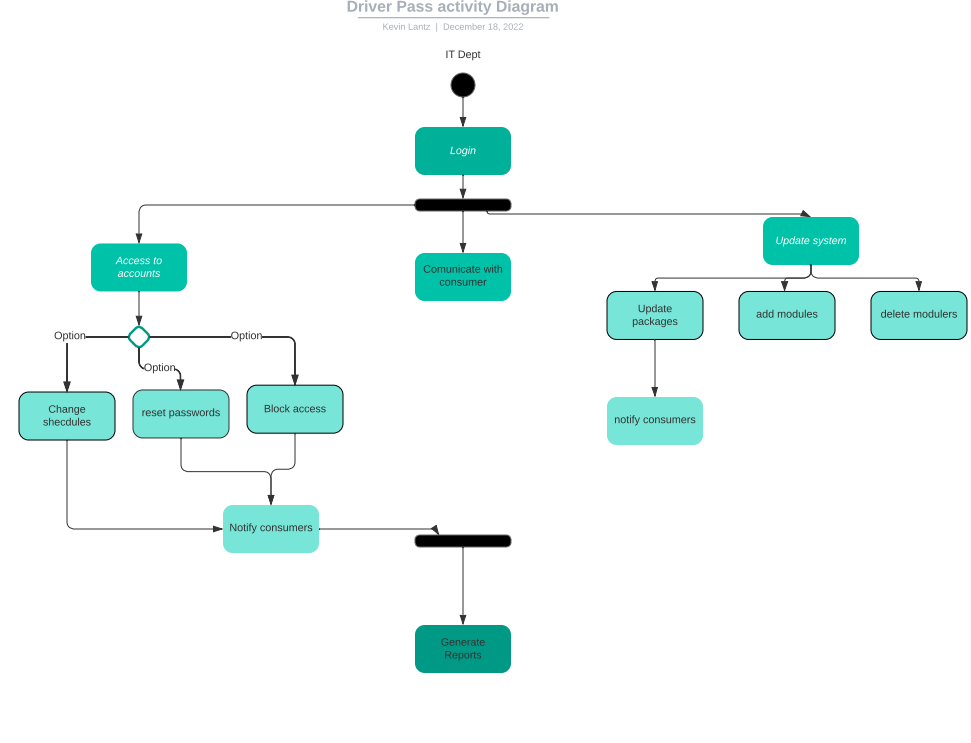 Driver Pass activity Diagram
Kevin Lantz | December 18, 2022
IT Dept
Login
Access to
accounts
Comunicate with
consumer
Update system
Update
packages
add modules
delete modulers
Option
Option
Option
Change
shecdules
reset passwords
Block access
notify consumers
Notify consumers
Generate
Reports